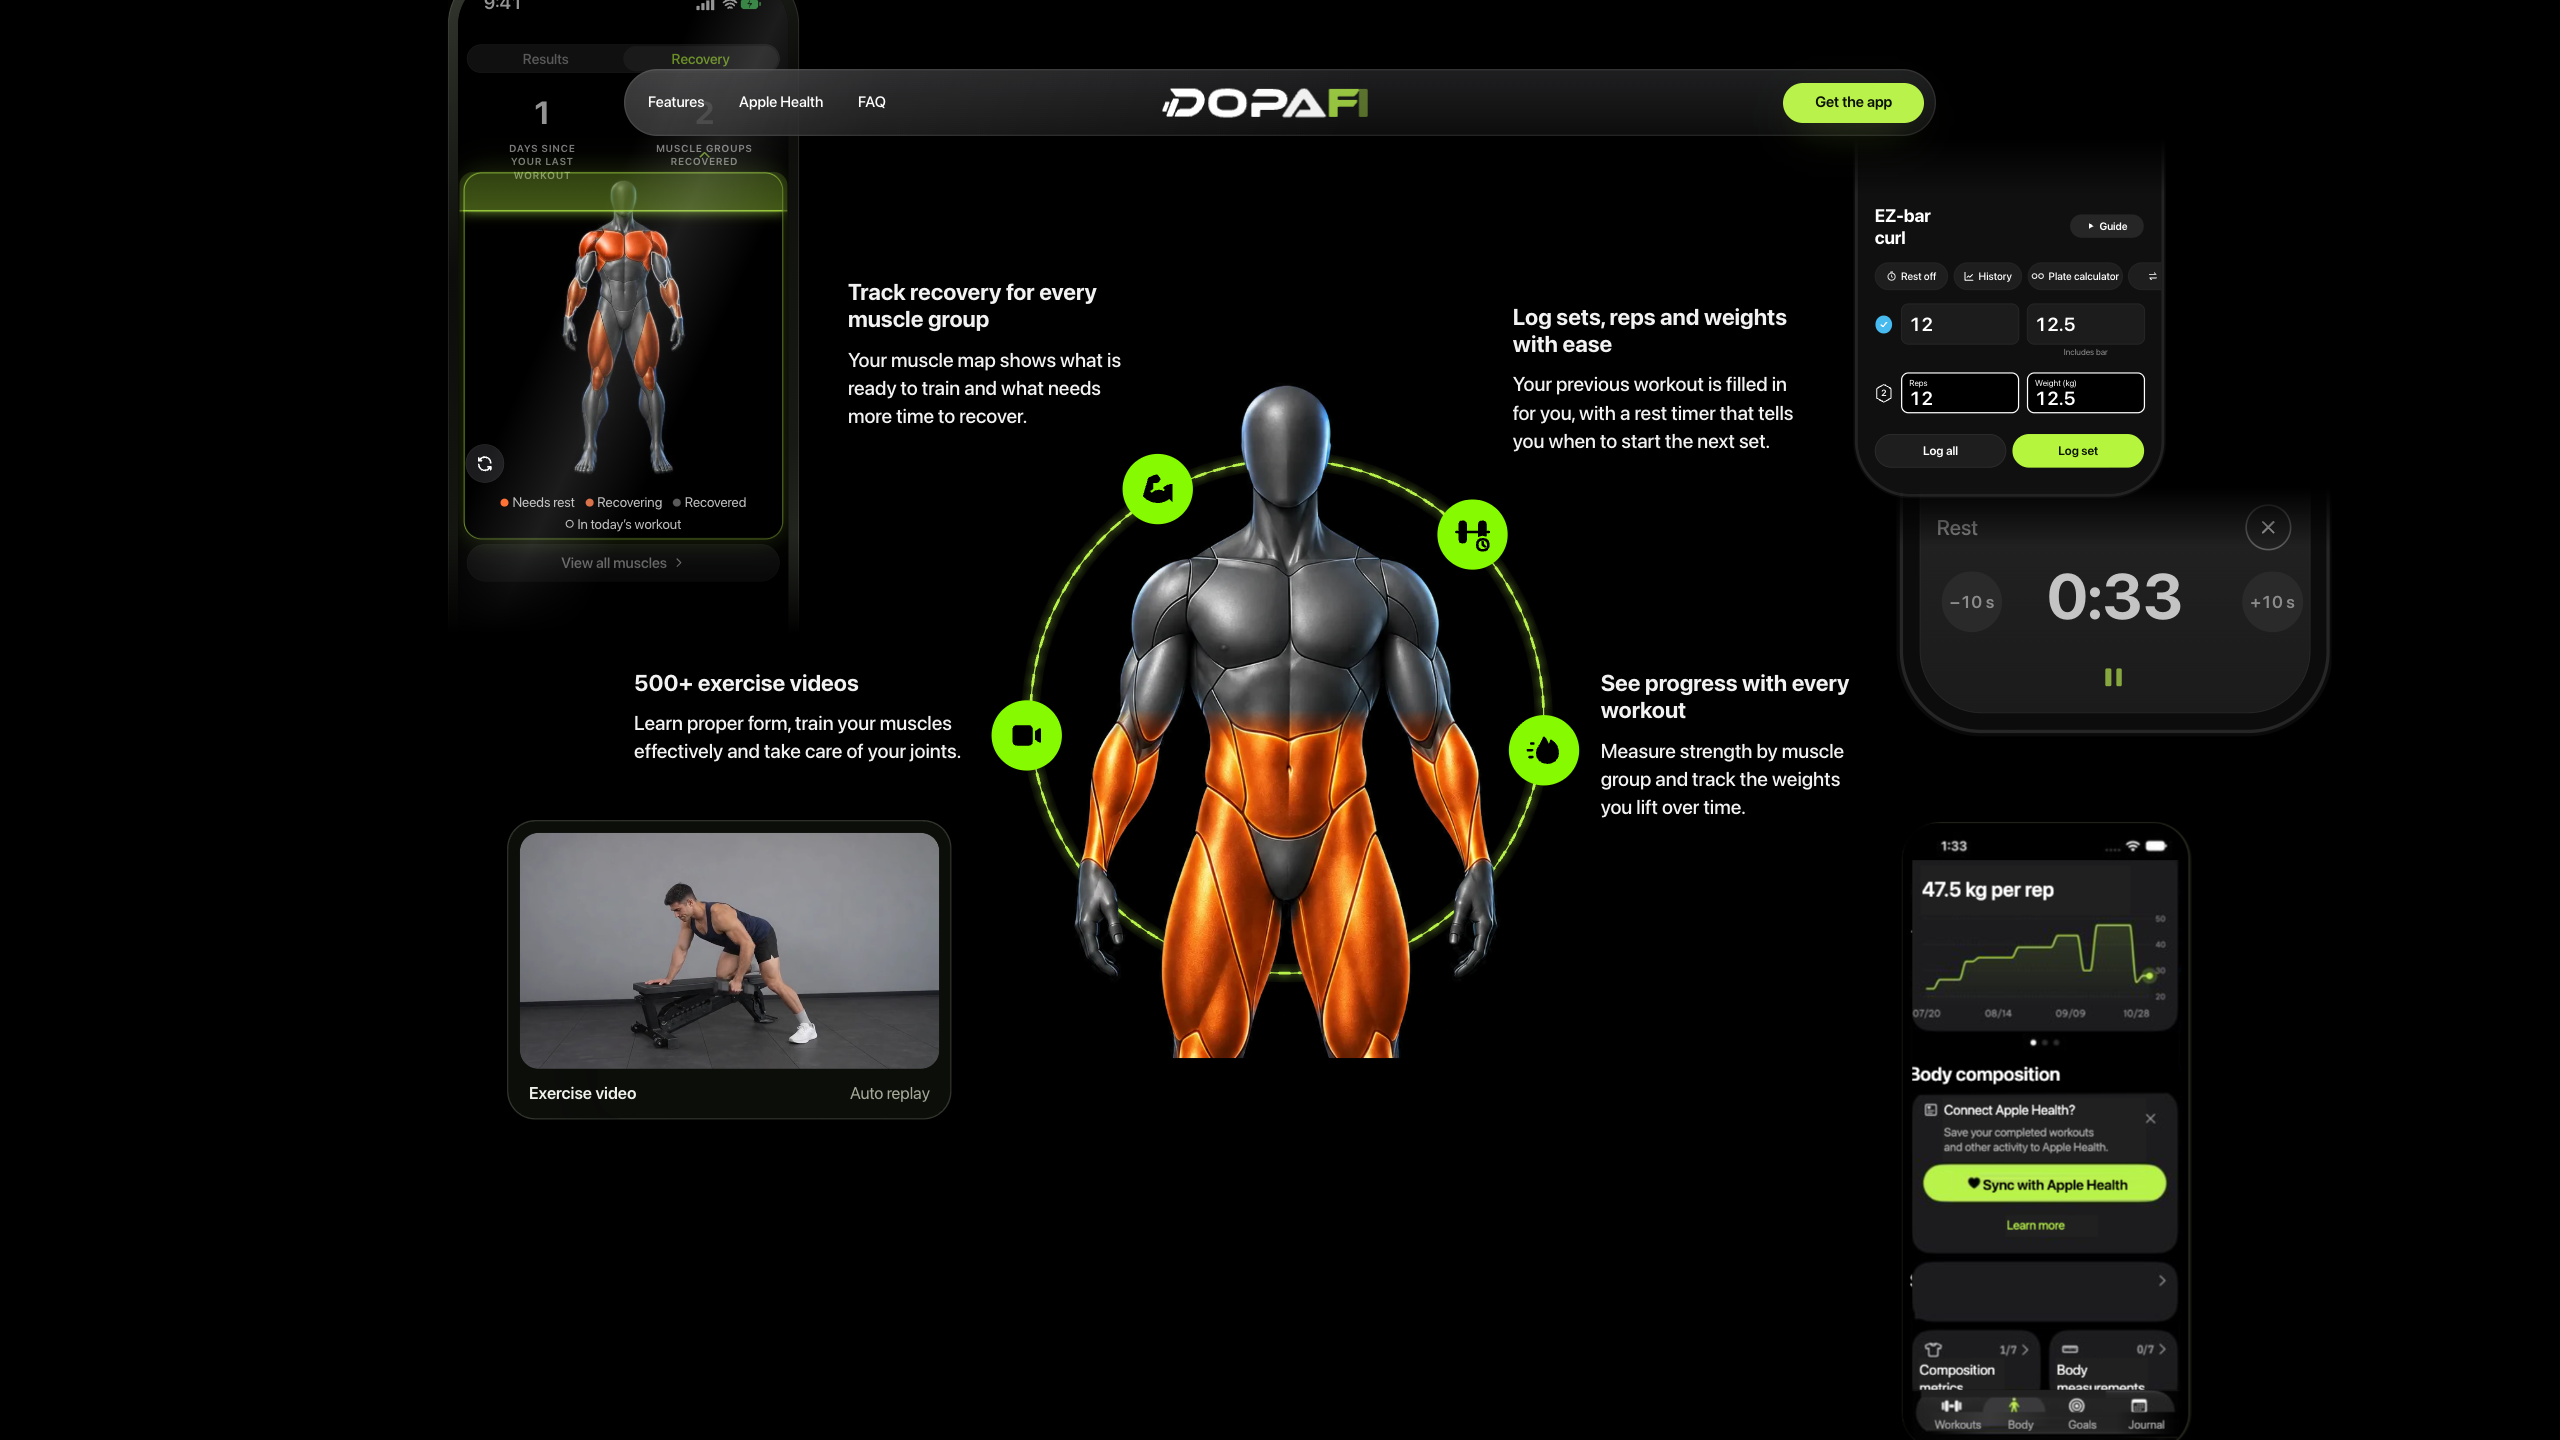 9:41
Results
Recovery
Features
Apple Health
FAQ
DOPAFI
Get the app
1
2
DAYS SINCE
YOUR LAST
WORKOUT
MUSCLE GROUPS
RECOVERED
Needs rest
Recovering
Recovered
In today's workout
View all muscles
Track recovery for every
muscle group
Your muscle map shows what is
ready to train and what needs
more time to recover.
Log sets, reps and weights
with ease
Your previous workout is filled in
for you, with a rest timer that tells
you when to start the next set.
EZ-bar
curl
Guide
Rest off
History
Plate calculator
12
12.5
Includes bar
2
Reps
12
Weight (kg)
12.5
Log all
Log set
Rest
−10 s
0:33
+10 s
500+ exercise videos
Learn proper form, train your muscles
effectively and take care of your joints.
Exercise video
Auto replay
See progress with every
workout
Measure strength by muscle
group and track the weights
you lift over time.
1:33
47.5 kg per rep
50
40
30
20
07/20
08/14
09/09
10/28
Body composition
Connect Apple Health?
Save your completed workouts
and other activity to Apple Health.
Sync with Apple Health
Learn more
1/7
Composition
metrics
0/7
Body
measurements
Workouts
Body
Goals
Journal